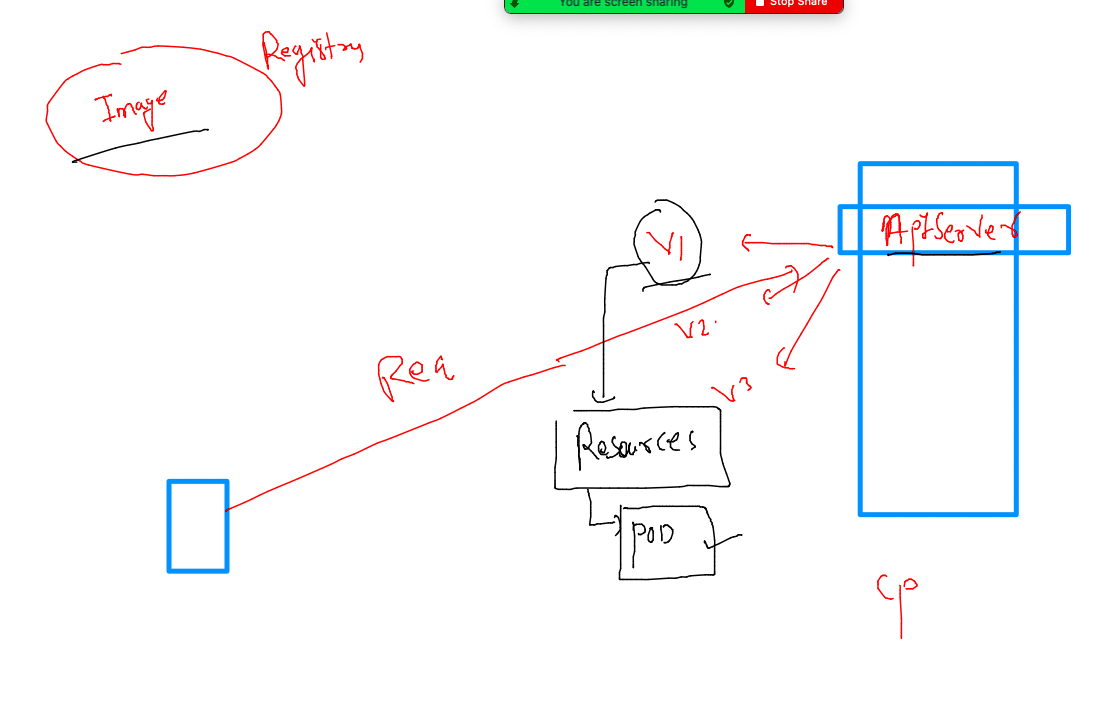 You are screen sharing
Stop Share
Registry
Image
V1
ApiServer
V2.
Req
V3
Resources
POD
CP